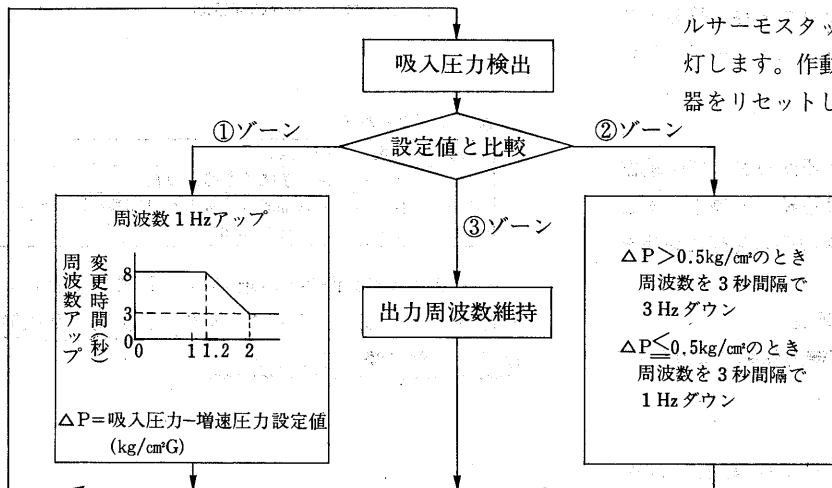 ルサーモスタッ
灯します。作動
器をリセットし
吸入圧力検出
設定値と比較
①ゾーン
②ゾーン
③ゾーン
周波数1Hzアップ
周波数アップ
変更時間(秒)
8
3
0
0 1 1.2 2
△P=吸入圧力-増速圧力設定値
(kg/cm²G)
出力周波数維持
△P>0.5kg/cm²のとき
周波数を3秒間隔で
3Hzダウン
△P≦0.5kg/cm²のとき
周波数を3秒間隔で
1Hzダウン